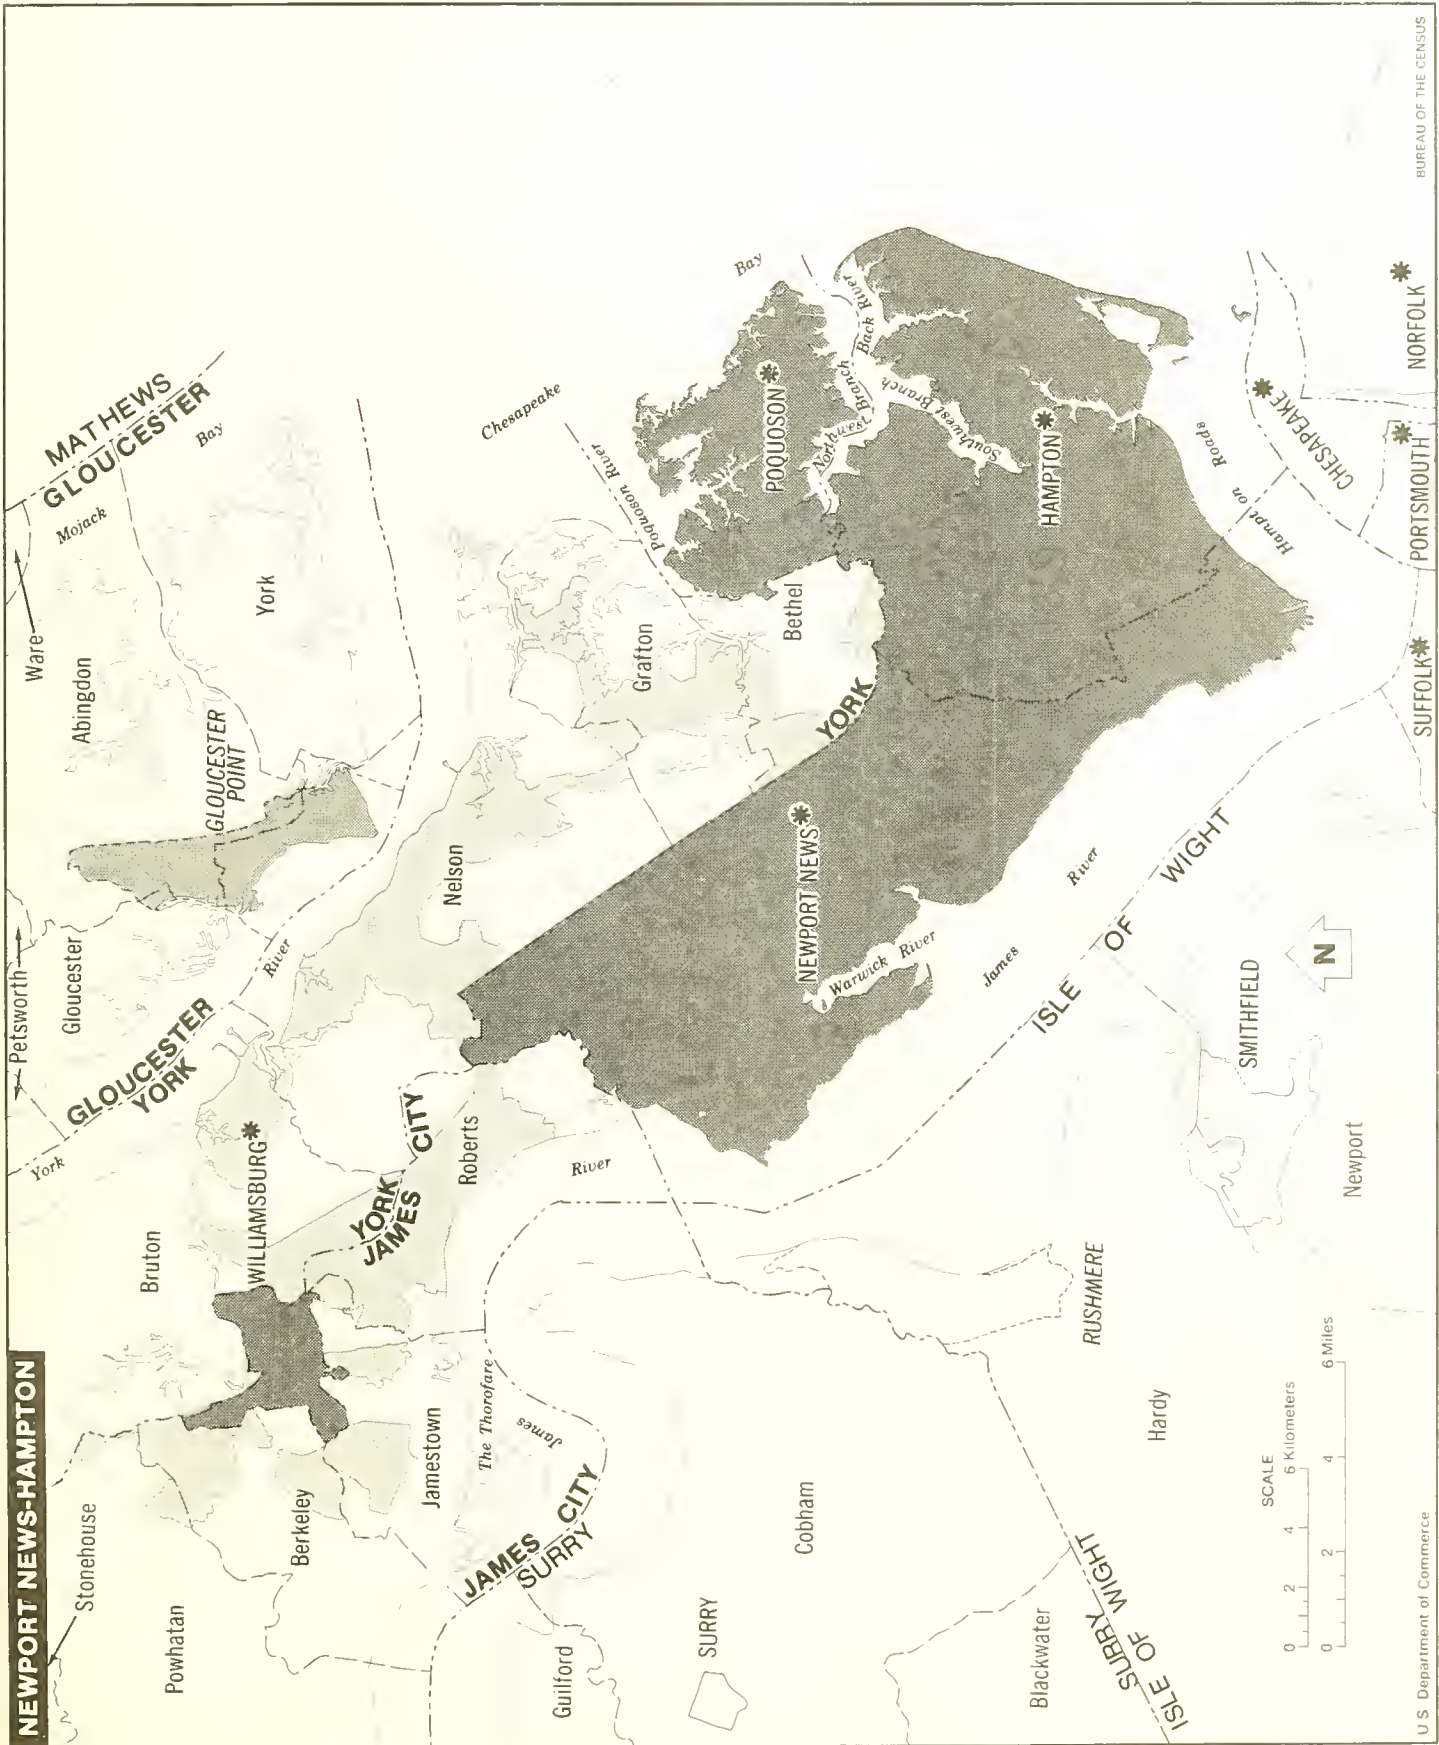 NEWPORT NEWS-HAMPTON
Stonehouse
Powhatan
Berkeley
Bruton
WILLIAMSBURG
Jamestown
The Thorofare
James
JAMES CITY
SURRY
Guilford
SURRY
Cobham
Blackwater
SURRY
ISLE OF WIGHT
Hardy
RUSHMERE
York
GLOUCESTER
YORK
Petsworth
Gloucester
River
YORK
JAMES CITY
Roberts
River
Nelson
GLOUCESTER
POINT
Abingdon
Ware
York
Mojack
Bay
MATHEWS
GLOUCESTER
Chesapeake
Bay
Poquoson River
Grafton
Bethel
YORK
POQUOSON
Northwest Branch
Back River
Southwest Branch
HAMPTON
NEWPORT NEWS
Warwick River
James
River
ISLE OF WIGHT
SMITHFIELD
Newport
N
Hampton Roads
CHESAPEAKE
NORFOLK
PORTSMOUTH
SUFFOLK
SCALE
0 2 4 6 Kilometers
0 2 4 6 Miles
U S Department of Commerce
BUREAU OF THE CENSUS